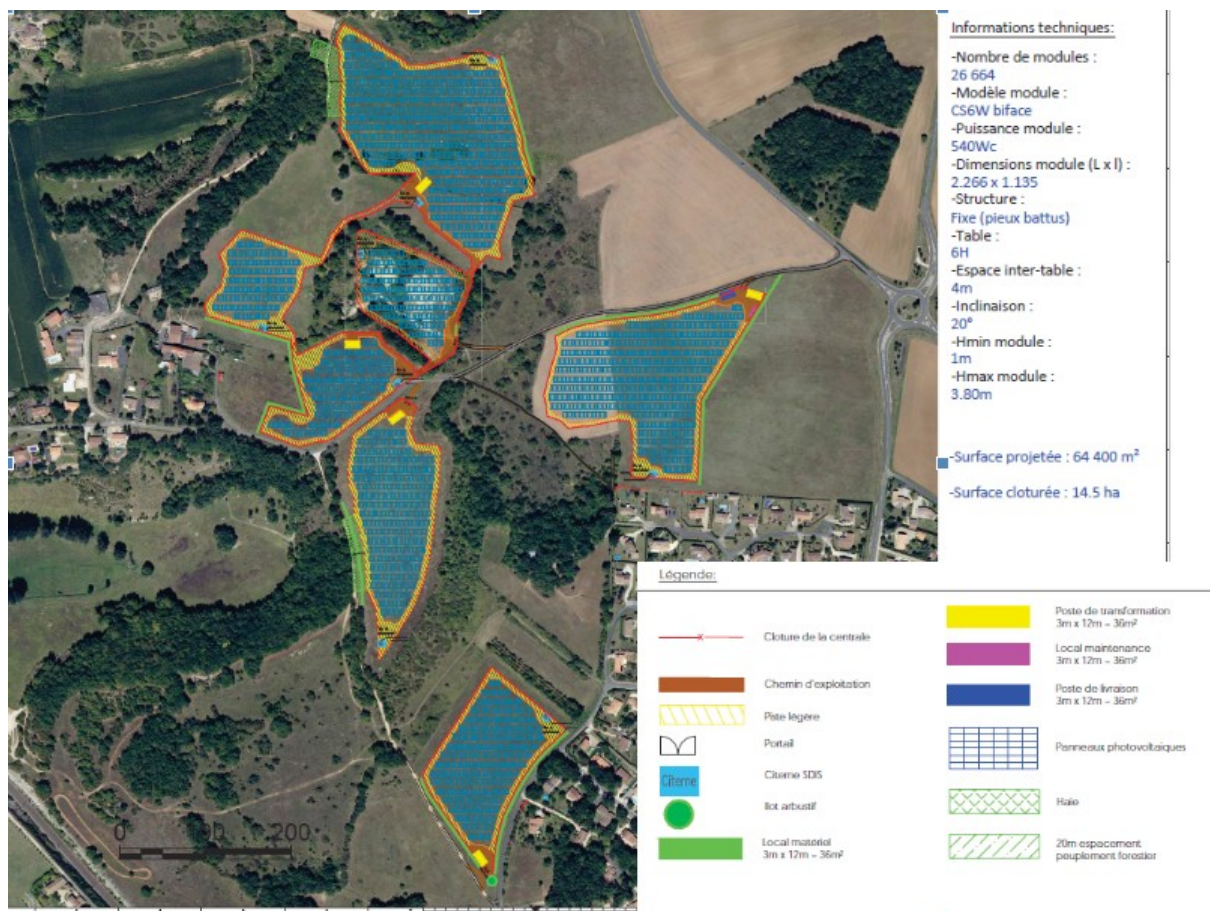 Informations techniques:
-Nombre de modules :
26 664
-Modèle module :
CS6W biface
-Puissance module :
540Wc
-Dimensions module (L x l) :
2.266 x 1.135
-Structure :
Fixe (pieux battus)
-Table :
6H
-Espace inter-table :
4m
-Inclinaison :
20°
-Hmin module :
1m
-Hmax module :
3.80m
-Surface projetée : 64 400 m²
-Surface cloturée : 14.5 ha
0 100 200
Légende:
Cloture de la centrale
Chemin d'exploitation
Piste légère
Portail
Citerne
Citerne SDIS
Ilot arbustif
Local matériel
3m x 12m – 36m²
Poste de transformation
3m x 12m – 36m²
Local maintenance
3m x 12m – 36m²
Poste de livraison
3m x 12m – 36m²
Panneaux photovoltaiques
Haie
20m espacement
peuplement forestier